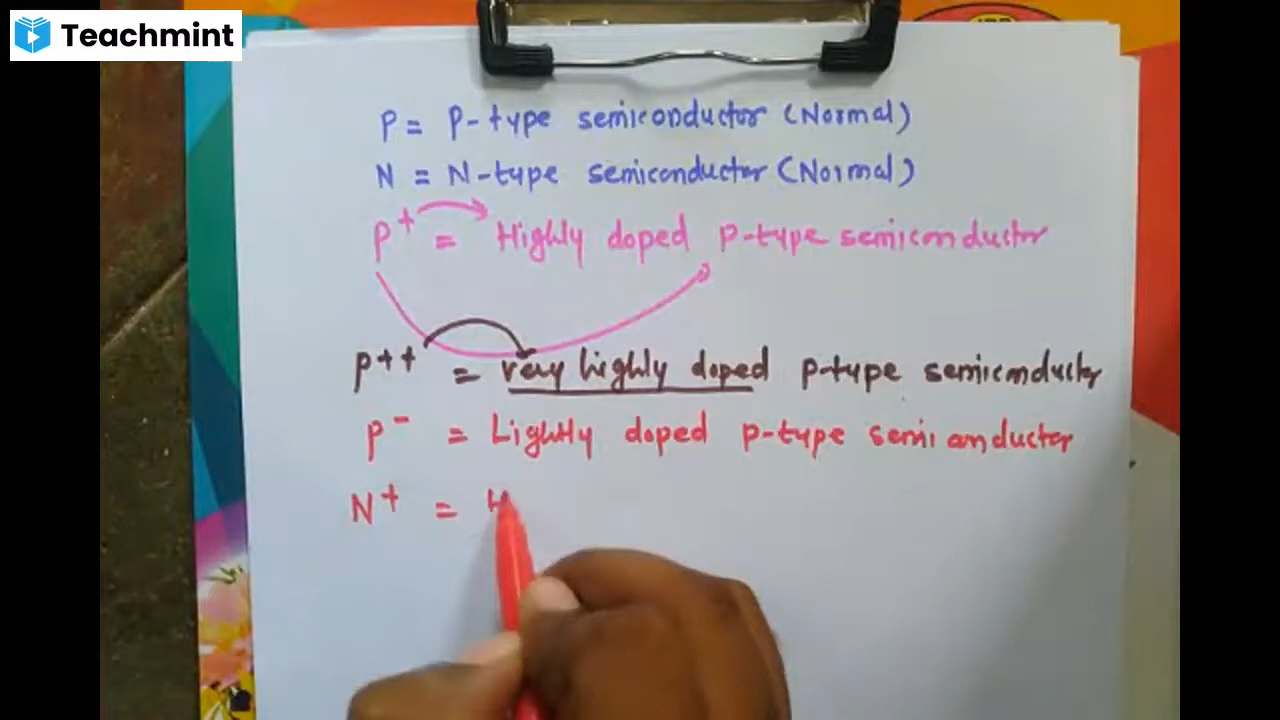 Teachmint
P = P-type semiconductor (Normal)
N = N-type semiconductor (Normal)
P+ = Highly doped P-type semiconductor
P++ = very highly doped P-type semiconductor
P- = Lightly doped P-type semiconductor
N+ = H